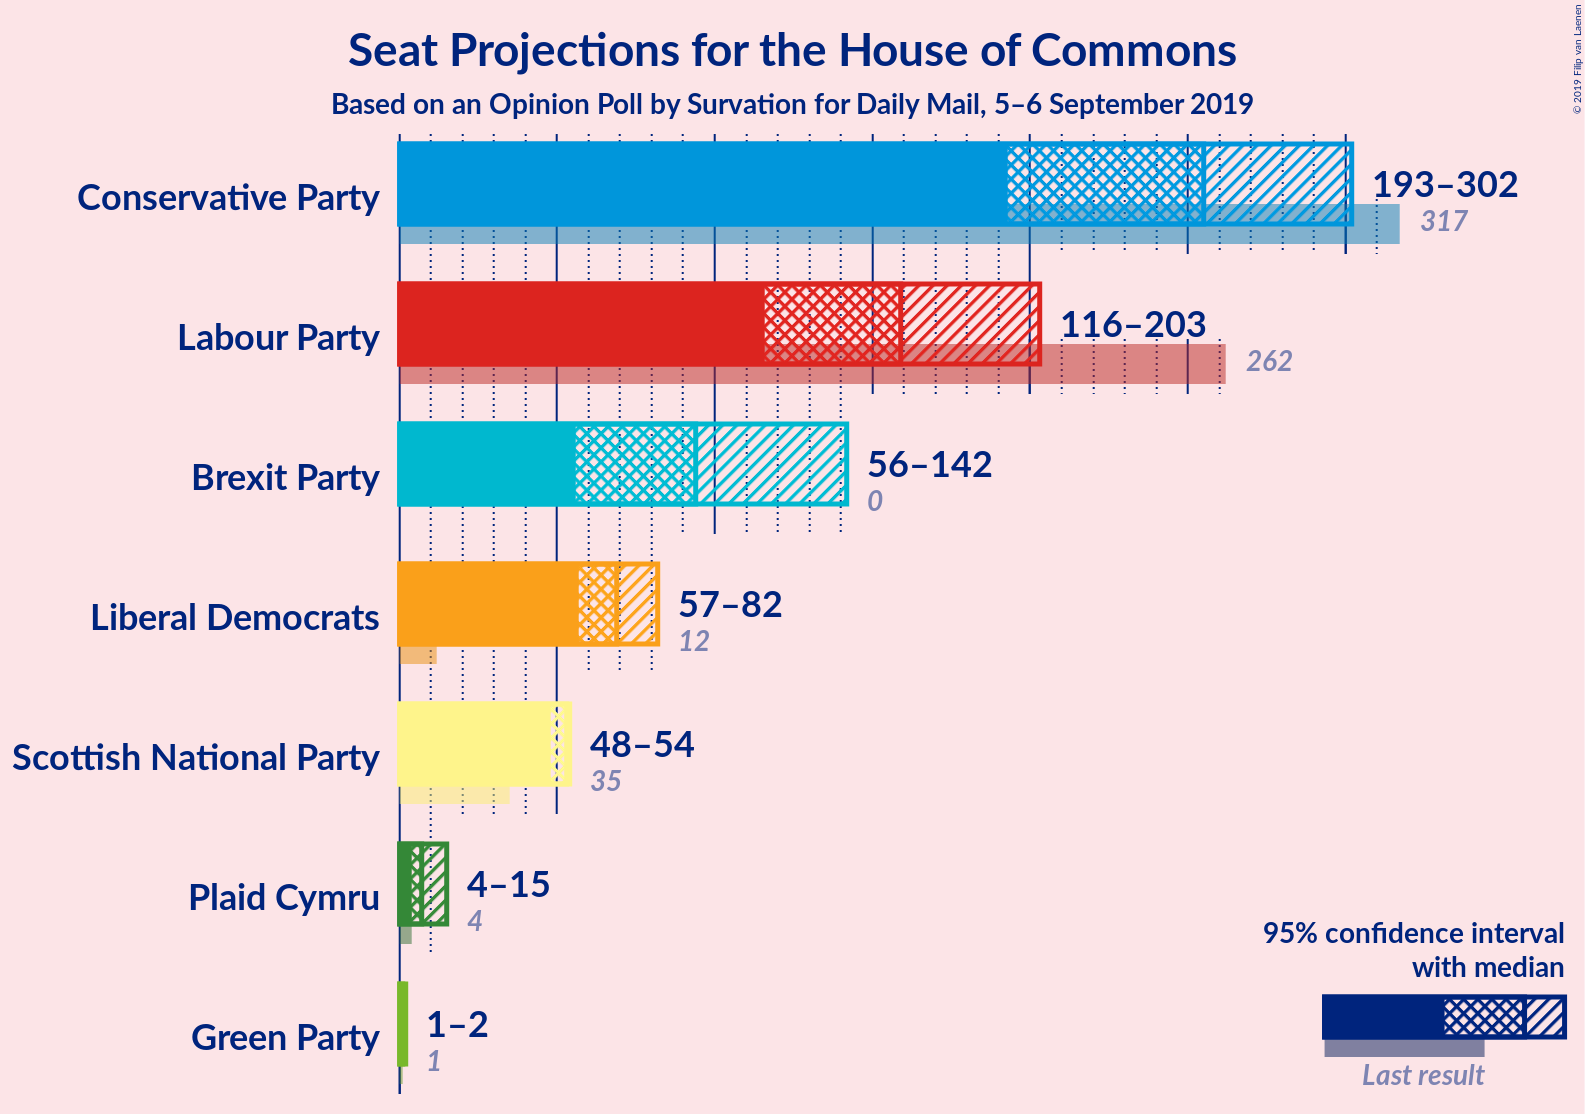 Seat Projections for the House of Commons
Based on an Opinion Poll by Survation for Daily Mail, 5–6 September 2019
© 2019 Filip van Laenen
Conservative Party
193–302
317
Labour Party
116–203
262
Brexit Party
56–142
0
Liberal Democrats
57–82
12
Scottish National Party
48–54
35
Plaid Cymru
4–15
4
Green Party
1–2
1
95% confidence interval
with median
Last result